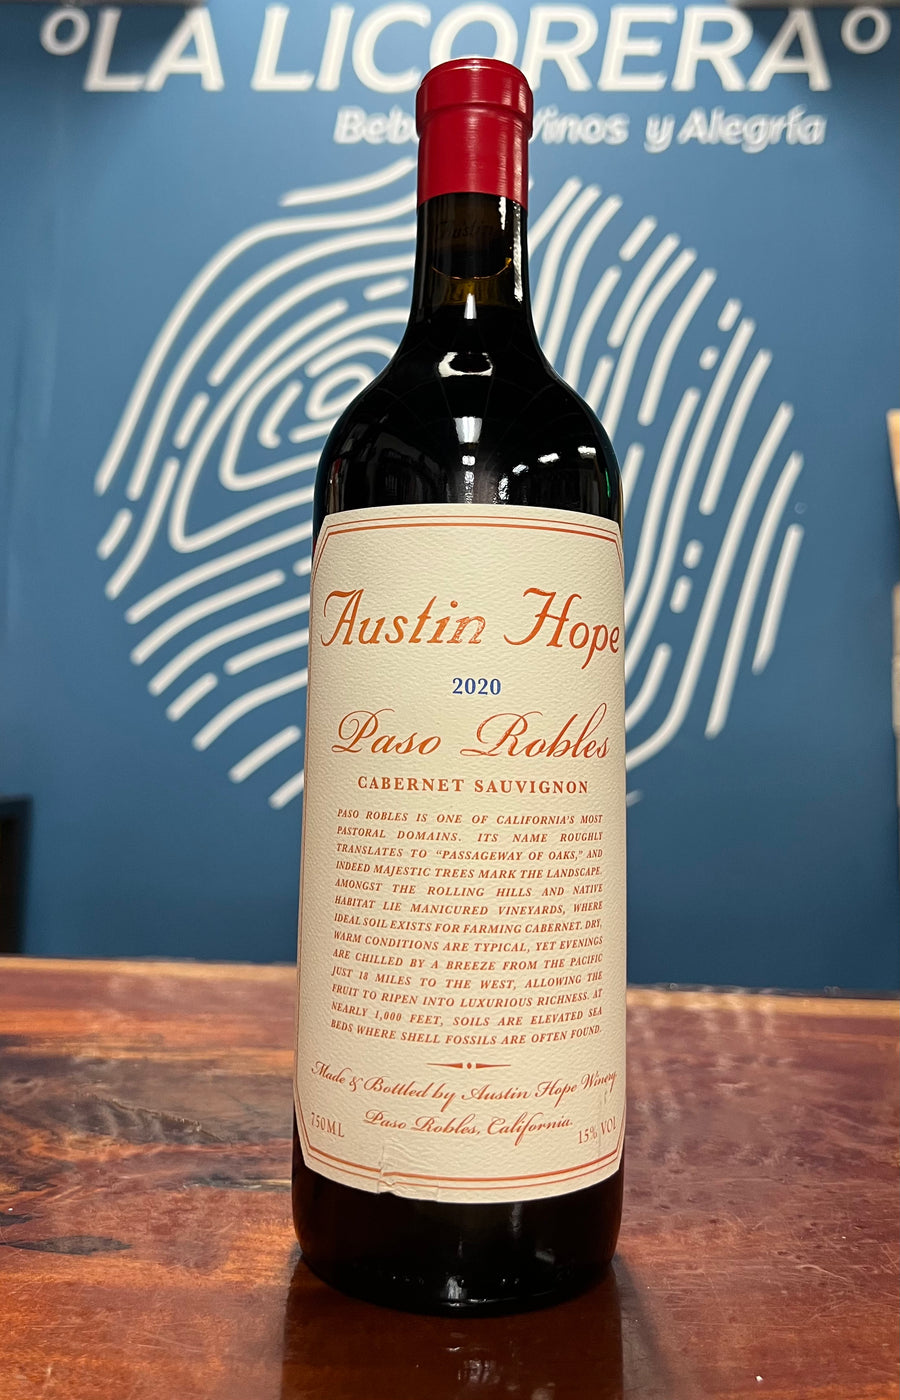 °LA LICORERA°
Vinos y Alegría
Austin Hope
2020
Paso Robles
CABERNET SAUVIGNON
PASO ROBLES IS ONE OF CALIFORNIA'S MOST
PASTORAL DOMAINS. ITS NAME ROUGHLY
TRANSLATES TO “PASSAGEWAY OF OAKS,” AND
INDEED MAJESTIC TREES MARK THE LANDSCAPE.
AMONGST THE ROLLING HILLS AND NATIVE
HABITAT LIE MANICURED VINEYARDS, WHERE
IDEAL SOIL EXISTS FOR FARMING CABERNET. DRY,
WARM CONDITIONS ARE TYPICAL, YET EVENINGS
ARE CHILLED BY A BREEZE FROM THE PACIFIC
JUST 18 MILES TO THE WEST, ALLOWING THE
FRUIT TO RIPEN INTO LUXURIOUS RICHNESS. AT
NEARLY 1,000 FEET, SOILS ARE ELEVATED SEA
BEDS WHERE SHELL FOSSILS ARE OFTEN FOUND.
Made & Bottled by Austin Hope Winery,
Paso Robles, California.
750ML
15% VOL